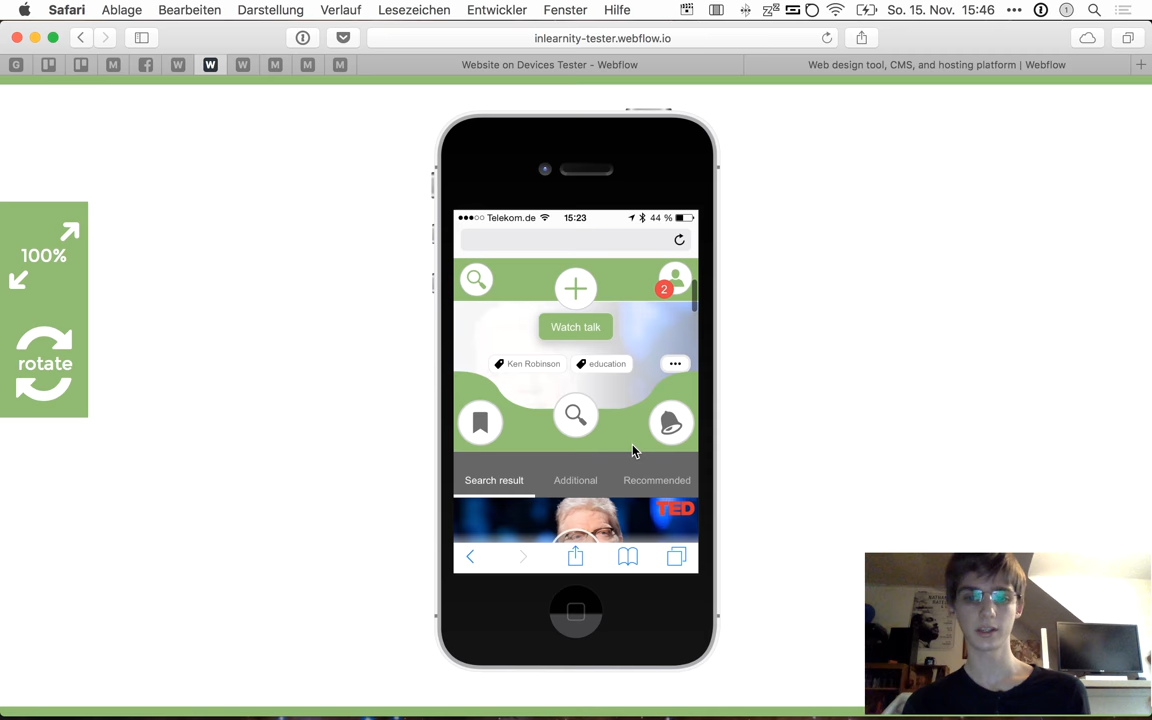 Safari Ablage Bearbeiten Darstellung Verlauf Lesezeichen Entwickler Fenster Hilfe So. 15. Nov. 15:46 1
inlearnity-tester.webflow.io
G M f W W W M M M Website on Devices Tester - Webflow Web design tool, CMS, and hosting platform | Webflow
100%
rotate
Telekom.de 15:23 44 %
2
Watch talk
Ken Robinson education
Search result Additional Recommended
TED